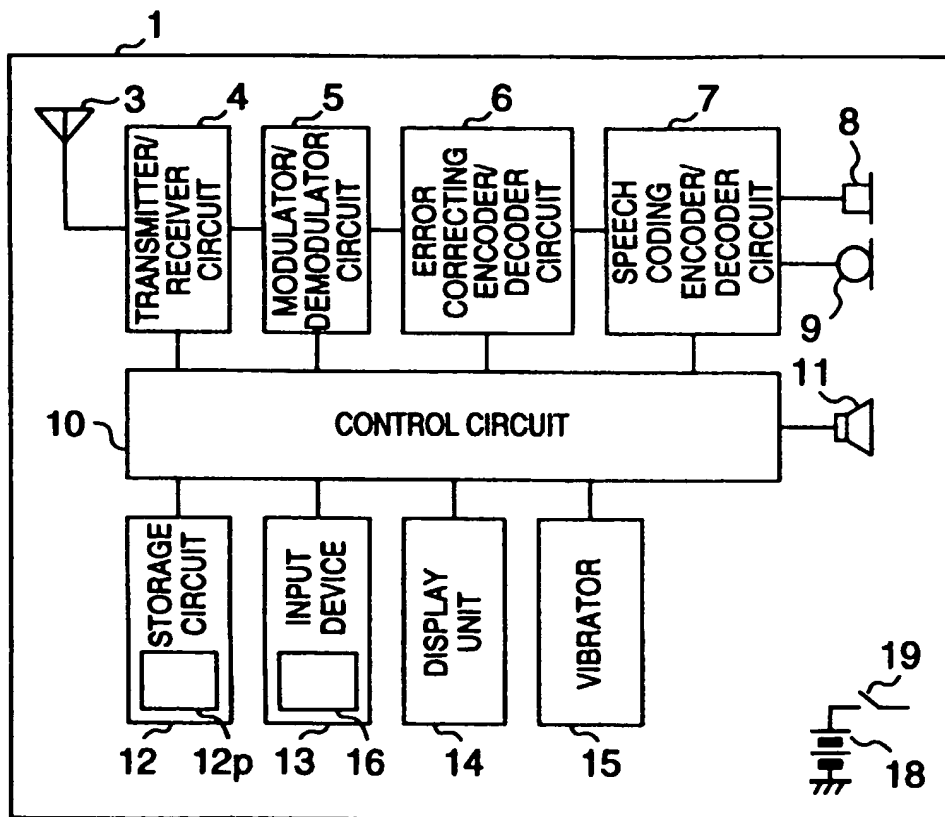 1
3
4
5
6
7
8
TRANSMITTER/
RECEIVER
CIRCUIT
MODULATOR/
DEMODULATOR
CIRCUIT
ERROR
CORRECTING
ENCODER/
DECODER
CIRCUIT
SPEECH
CODING
ENCODER/
DECODER
CIRCUIT
9
10
CONTROL CIRCUIT
11
STORAGE
CIRCUIT
INPUT
DEVICE
DISPLAY
UNIT
VIBRATOR
12
12p
13
16
14
15
19
18